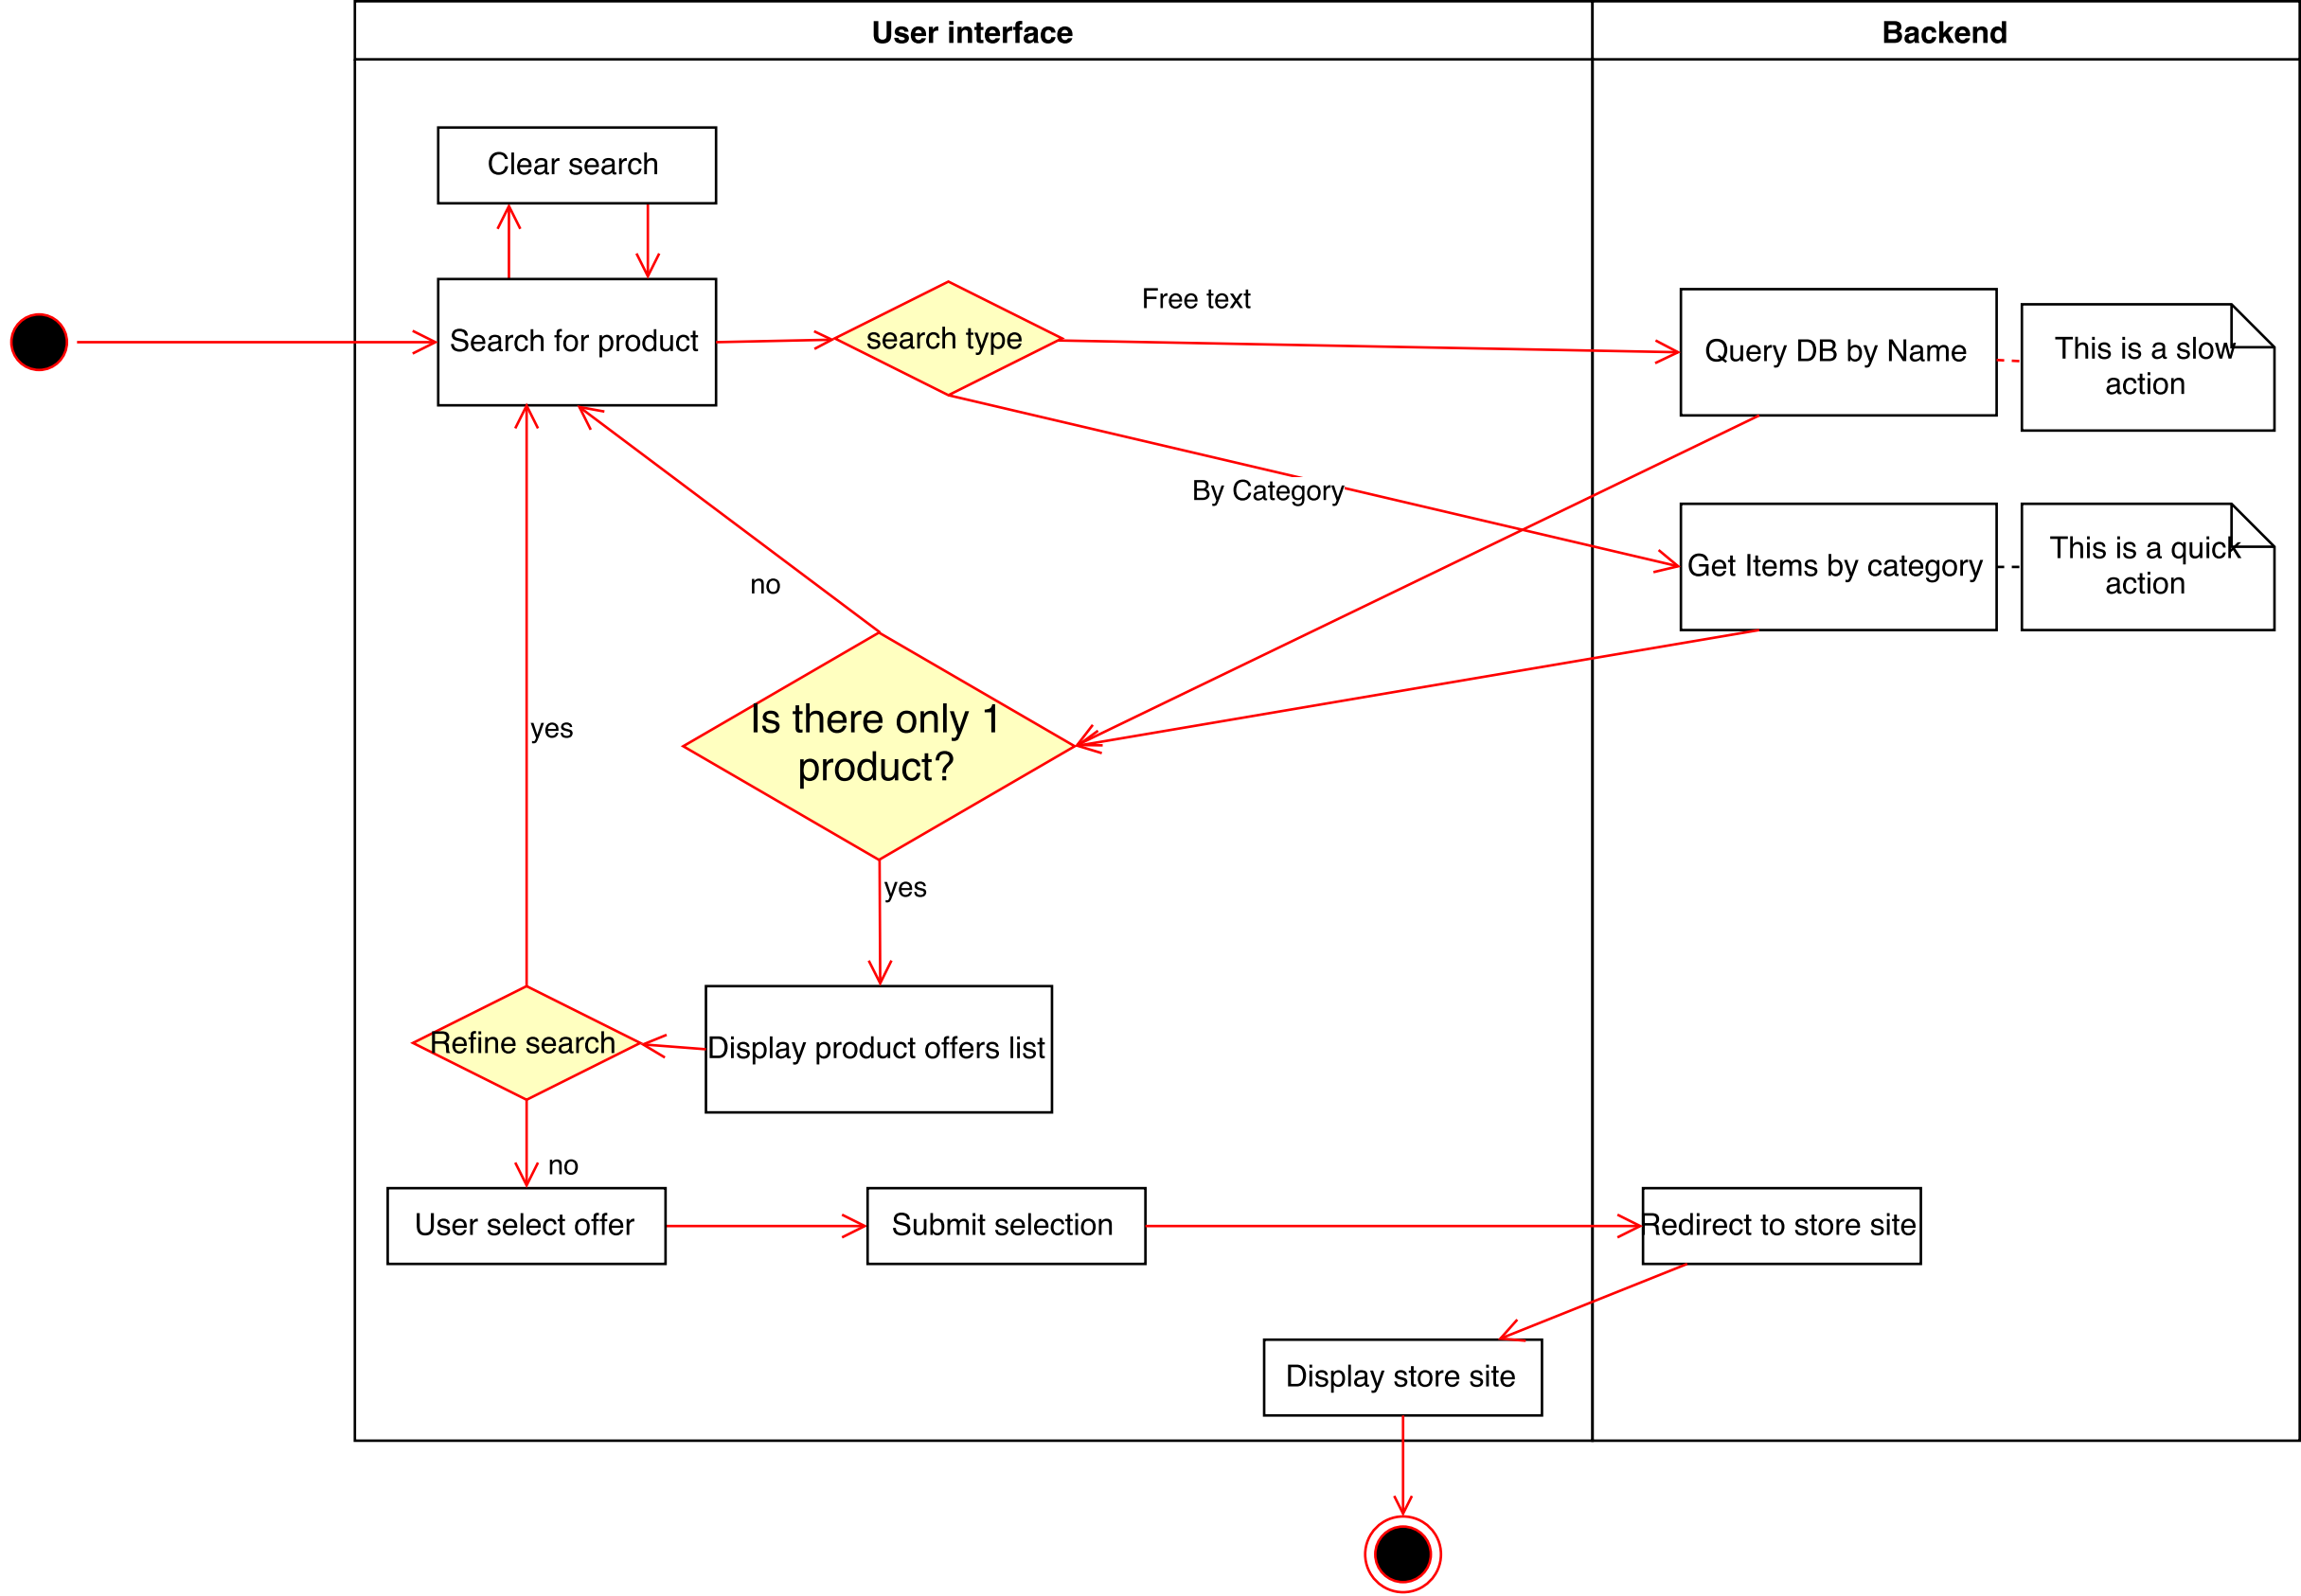 User interface
Backend
Clear search
Search for product
search type
Free text
Query DB by Name
This is a slow
action
By Category
Get Items by category
This is a quick
action
no
Is there only 1
product?
yes
yes
Refine search
Display product offers list
no
User select offer
Submit selection
Redirect to store site
Display store site